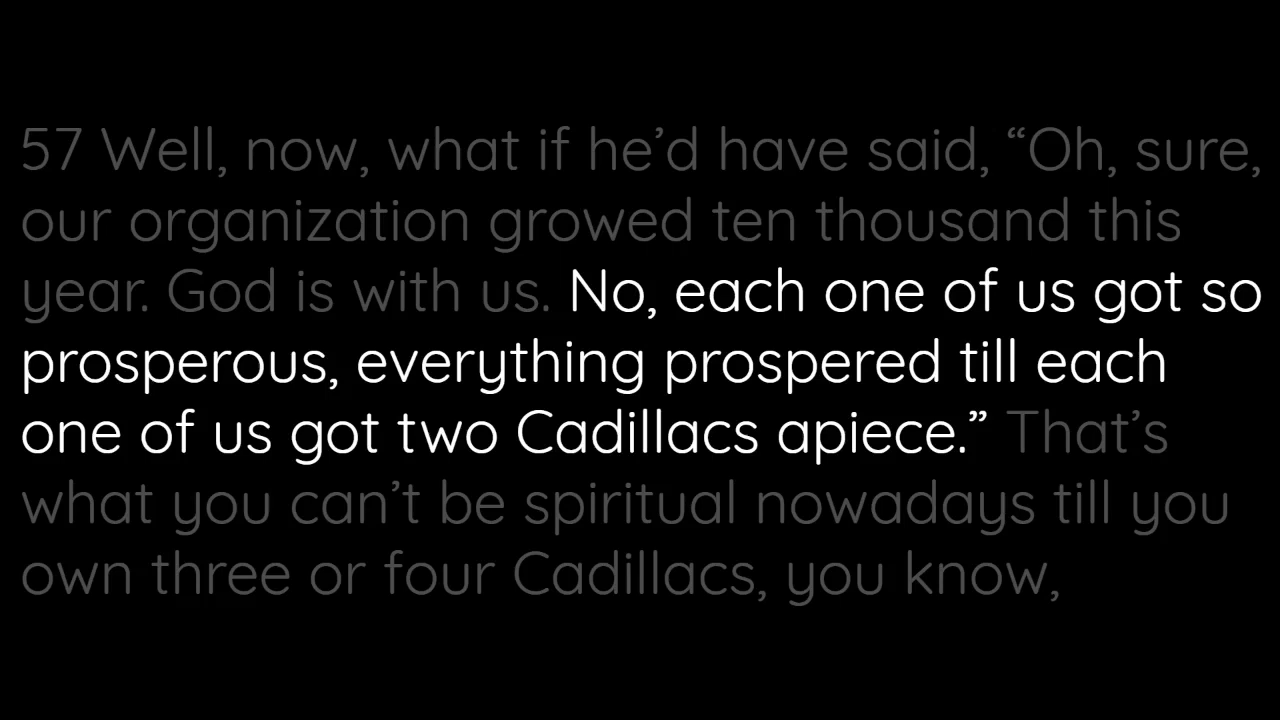 57 Well, now, what if he’d have said, “Oh, sure,
our organization growed ten thousand this
year. God is with us. No, each one of us got so
prosperous, everything prospered till each
one of us got two Cadillacs apiece.” That’s
what you can’t be spiritual nowadays till you
own three or four Cadillacs, you know,